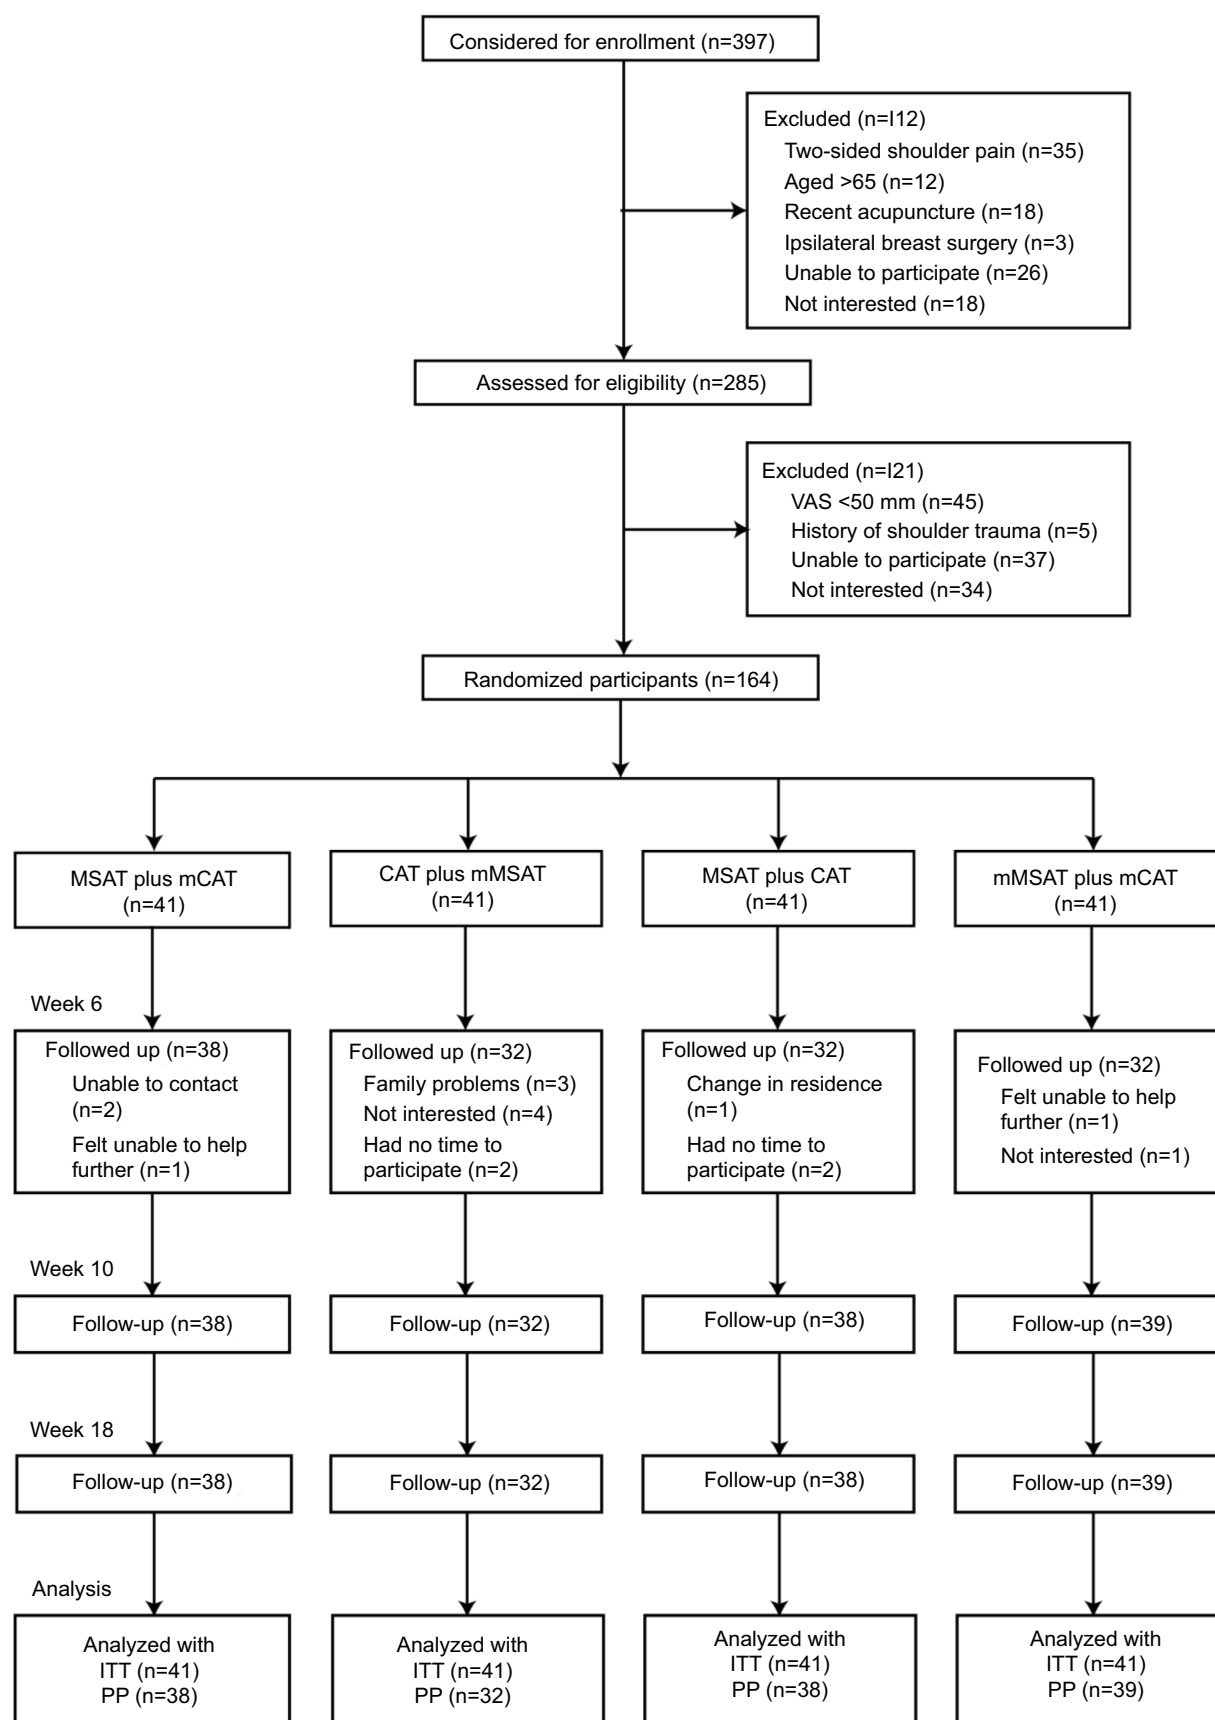 Considered for enrollment (n=397)
Excluded (n=I12)
Two-sided shoulder pain (n=35)
Aged >65 (n=12)
Recent acupuncture (n=18)
Ipsilateral breast surgery (n=3)
Unable to participate (n=26)
Not interested (n=18)
Assessed for eligibility (n=285)
Excluded (n=I21)
VAS <50 mm (n=45)
History of shoulder trauma (n=5)
Unable to participate (n=37)
Not interested (n=34)
Randomized participants (n=164)
MSAT plus mCAT
(n=41)
CAT plus mMSAT
(n=41)
MSAT plus CAT
(n=41)
mMSAT plus mCAT
(n=41)
Week 6
Followed up (n=38)
Unable to contact
(n=2)
Felt unable to help
further (n=1)
Followed up (n=32)
Family problems (n=3)
Not interested (n=4)
Had no time to
participate (n=2)
Followed up (n=32)
Change in residence
(n=1)
Had no time to
participate (n=2)
Followed up (n=32)
Felt unable to help
further (n=1)
Not interested (n=1)
Week 10
Follow-up (n=38)
Follow-up (n=32)
Follow-up (n=38)
Follow-up (n=39)
Week 18
Follow-up (n=38)
Follow-up (n=32)
Follow-up (n=38)
Follow-up (n=39)
Analysis
Analyzed with
ITT (n=41)
PP (n=38)
Analyzed with
ITT (n=41)
PP (n=32)
Analyzed with
ITT (n=41)
PP (n=38)
Analyzed with
ITT (n=41)
PP (n=39)